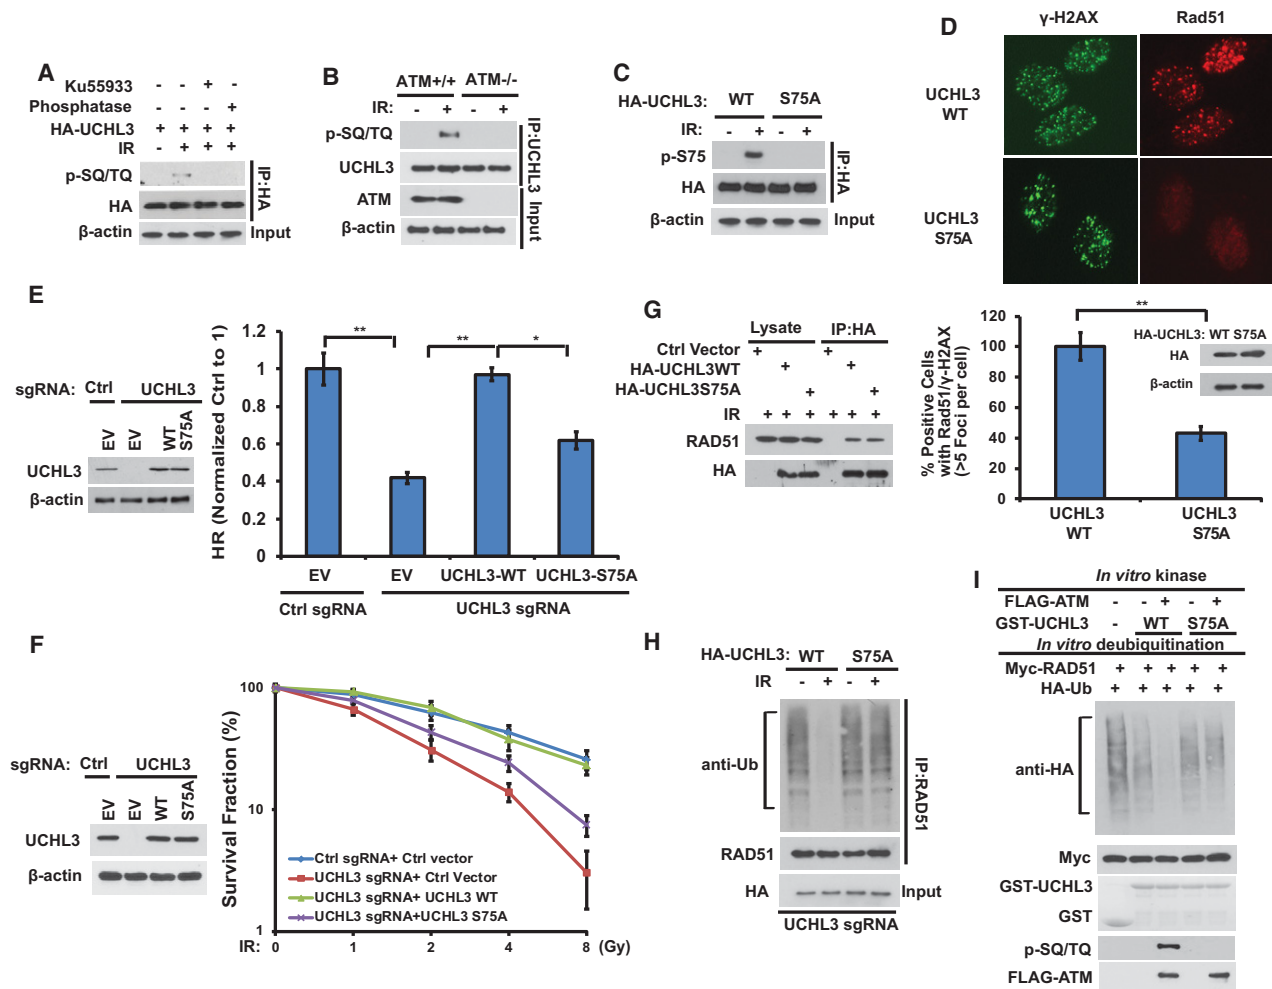 A
Ku55933 - - + -
Phosphatase - - - +
HA-UCHL3 + + + +
IR - + + +
p-SQ/TQ
HA
β-actin
IP:HA
Input
B
ATM+/+ ATM-/-
IR: - + - +
p-SQ/TQ
UCHL3
ATM
β-actin
IP:UCHL3
Input
C
HA-UCHL3: WT S75A
IR: - + - +
p-S75
HA
β-actin
IP:HA
Input
D
γ-H2AX Rad51
UCHL3
WT
UCHL3
S75A
% Positive Cells
with Rad51/γ-H2AX
(>5 Foci per cell)
120
100
80
60
40
20
0
**
HA-UCHL3: WT S75A
HA
β-actin
UCHL3
WT
UCHL3
S75A
E
sgRNA: Ctrl UCHL3
EV EV WT S75A
UCHL3
β-actin
HR (Normalized Ctrl to 1)
1.2
1
0.8
0.6
0.4
0.2
0
** ** *
EV EV UCHL3-WT UCHL3-S75A
Ctrl sgRNA UCHL3 sgRNA
F
sgRNA: Ctrl UCHL3
EV EV WT S75A
UCHL3
β-actin
Survival Fraction (%)
100
10
1
Ctrl sgRNA+ Ctrl vector
UCHL3 sgRNA+ Ctrl Vector
UCHL3 sgRNA+ UCHL3 WT
UCHL3 sgRNA+UCHL3 S75A
IR: 0 1 2 4 8 (Gy)
G
Lysate IP:HA
Ctrl Vector + +
HA-UCHL3WT + +
HA-UCHL3S75A + +
IR + + + + + +
RAD51
HA
H
HA-UCHL3: WT S75A
IR - + - +
anti-Ub
RAD51
HA
IP:RAD51
Input
UCHL3 sgRNA
I
In vitro kinase
FLAG-ATM - - + - +
GST-UCHL3 - WT S75A
In vitro deubiquitination
Myc-RAD51 + + + + +
HA-Ub + + + + +
anti-HA
Myc
GST-UCHL3
GST
p-SQ/TQ
FLAG-ATM